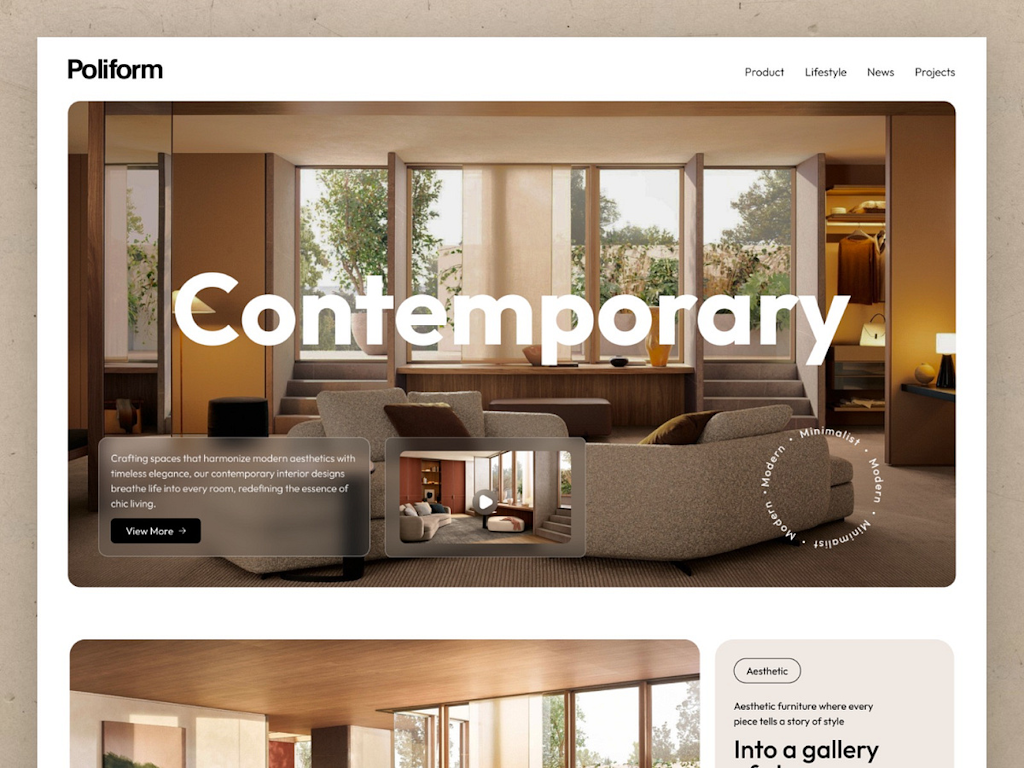 Poliform
Product Lifestyle News Projects
Contemporary
Crafting spaces that harmonize modern aesthetics with
timeless elegance, our contemporary interior designs
breathe life into every room, redefining the essence of
chic living.
View More →
Minimalist • Modern • Minimalist • Modern • Modern •
Aesthetic
Aesthetic furniture where every
piece tells a story of style
Into a gallery